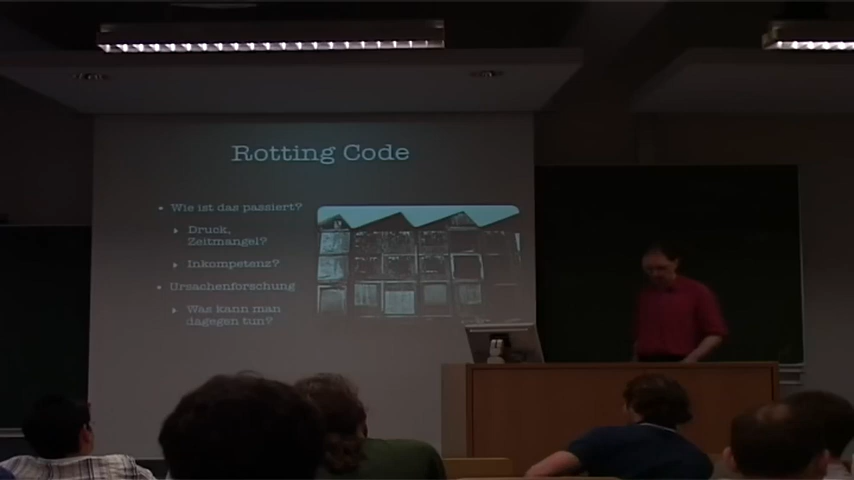 Rotting Code
• Wie ist das passiert?
‣ Druck,
Zeitmangel?
‣ Inkompetenz?
• Ursachenforschung
‣ Was kann man
dagegen tun?